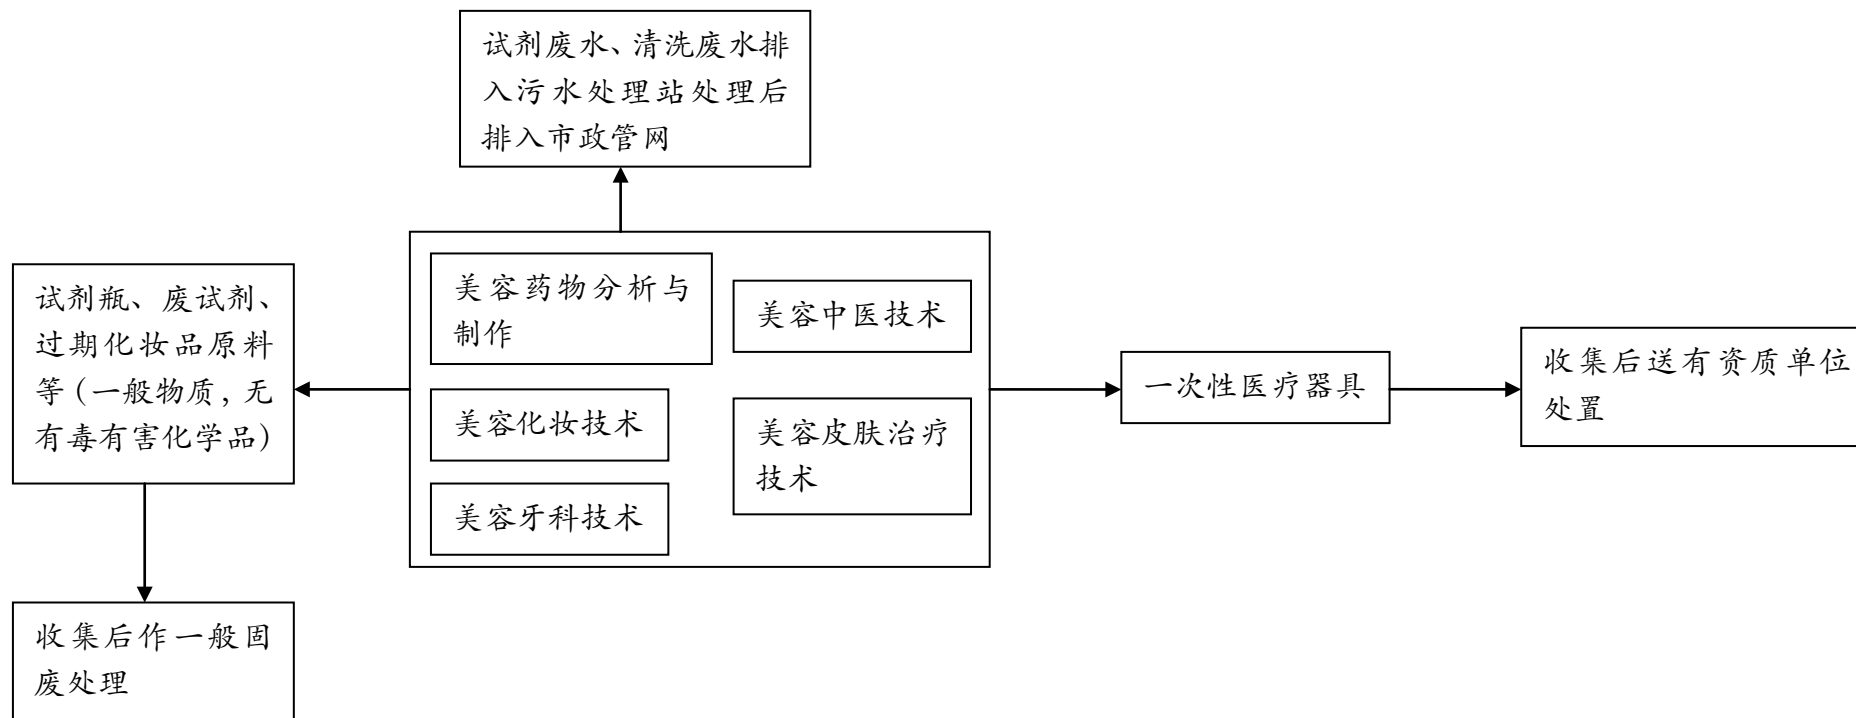 试剂废水、清洗废水排
入污水处理站处理后
排入市政管网
美容药物分析与
制作
美容中医技术
美容化妆技术
美容皮肤治疗
技术
美容牙科技术
试剂瓶、废试剂、
过期化妆品原料
等（一般物质，无
有毒有害化学品）
一次性医疗器具
收集后送有资质单位
处置
收集后作一般固
废处理